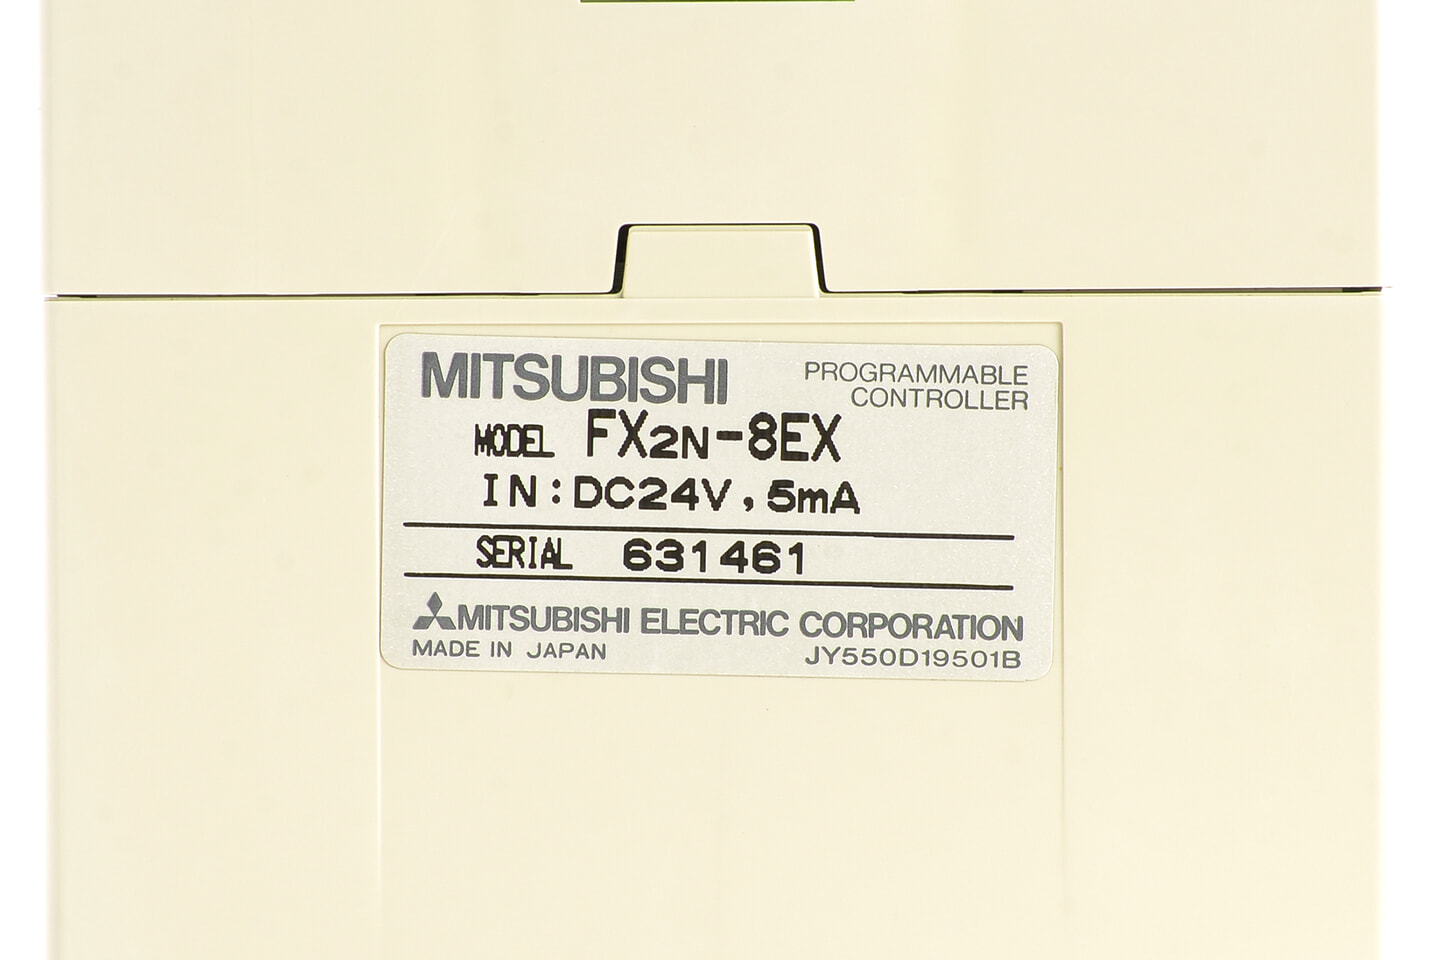 MITSUBISHI
PROGRAMMABLE
CONTROLLER
MODEL FX2N-8EX
IN:DC24V,5mA
SERIAL 631461
MITSUBISHI ELECTRIC CORPORATION
MADE IN JAPAN JY550D19501B